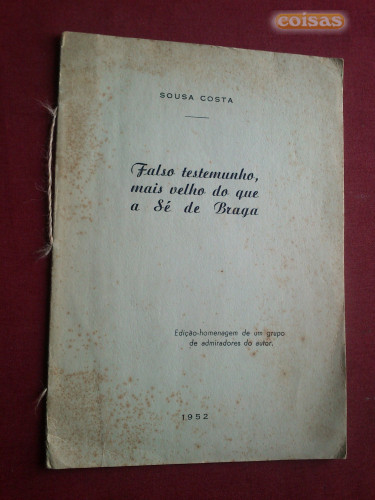 coisas
SOUSA COSTA
Falso testemunho,
mais velho do que
a Sé de Braga
Edição-homenagem de um grupo
de admiradores do autor.
1952